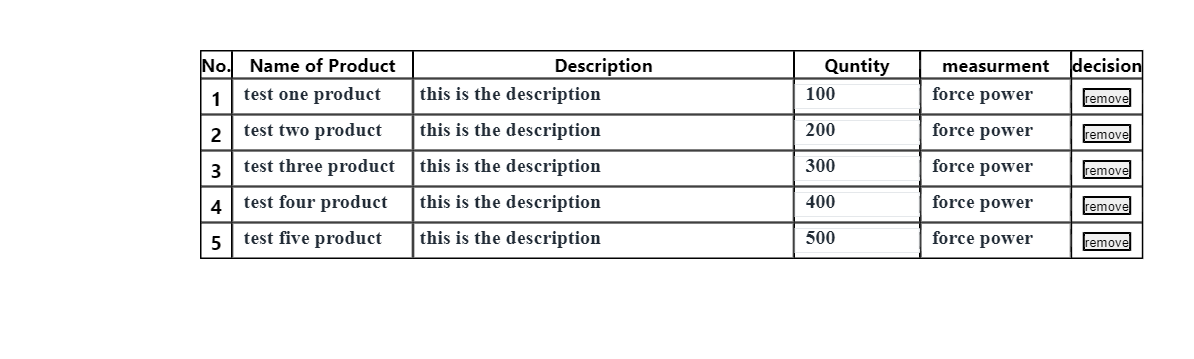 No. Name of Product Description Quntity measurment decision
1 test one product this is the description 100 force power remove
2 test two product this is the description 200 force power remove
3 test three product this is the description 300 force power remove
4 test four product this is the description 400 force power remove
5 test five product this is the description 500 force power remove